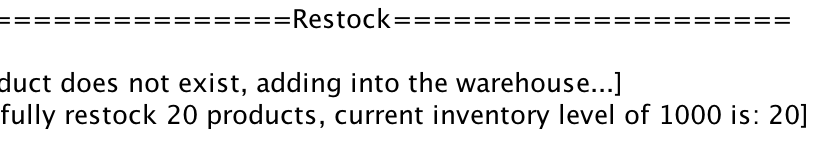 ===============Restock====================
duct does not exist, adding into the warehouse...]
fully restock 20 products, current inventory level of 1000 is: 20]